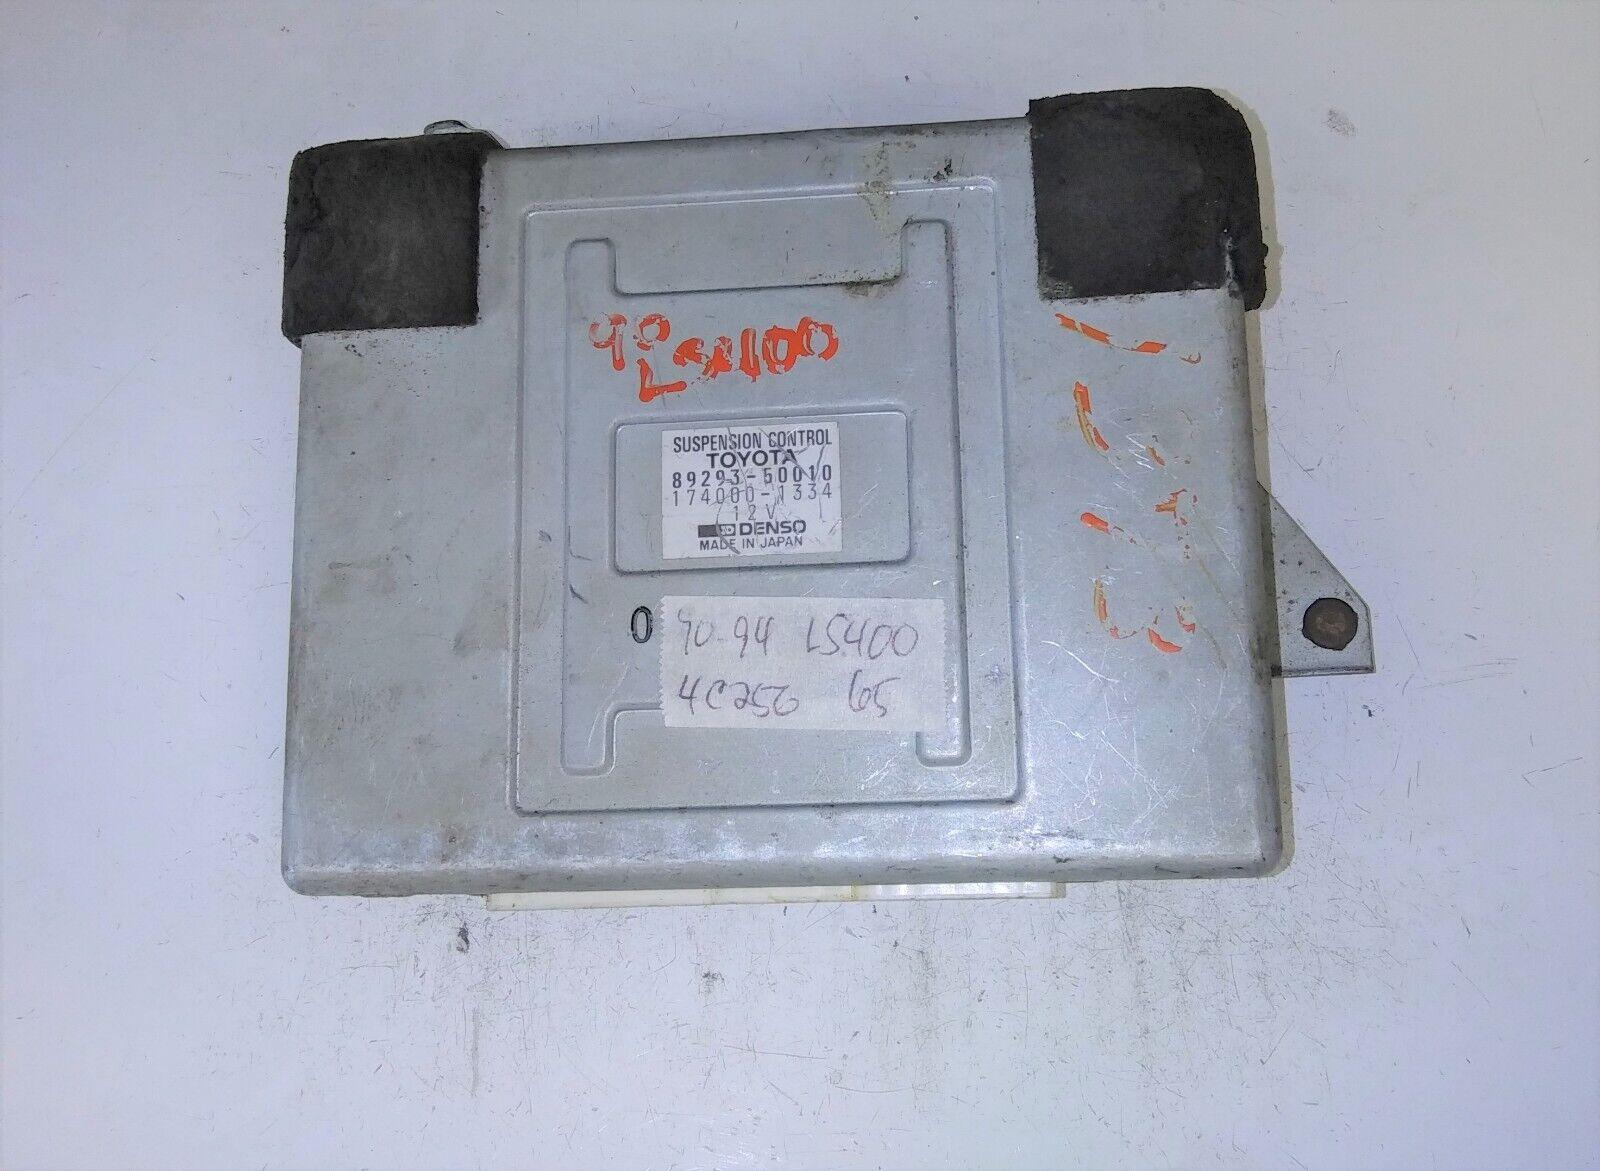 90
LS400
SUSPENSION CONTROL
TOYOTA
89293-50010
174000-1334
12V
DENSO
MADE IN JAPAN
0
90-94 LS400
4C250 65